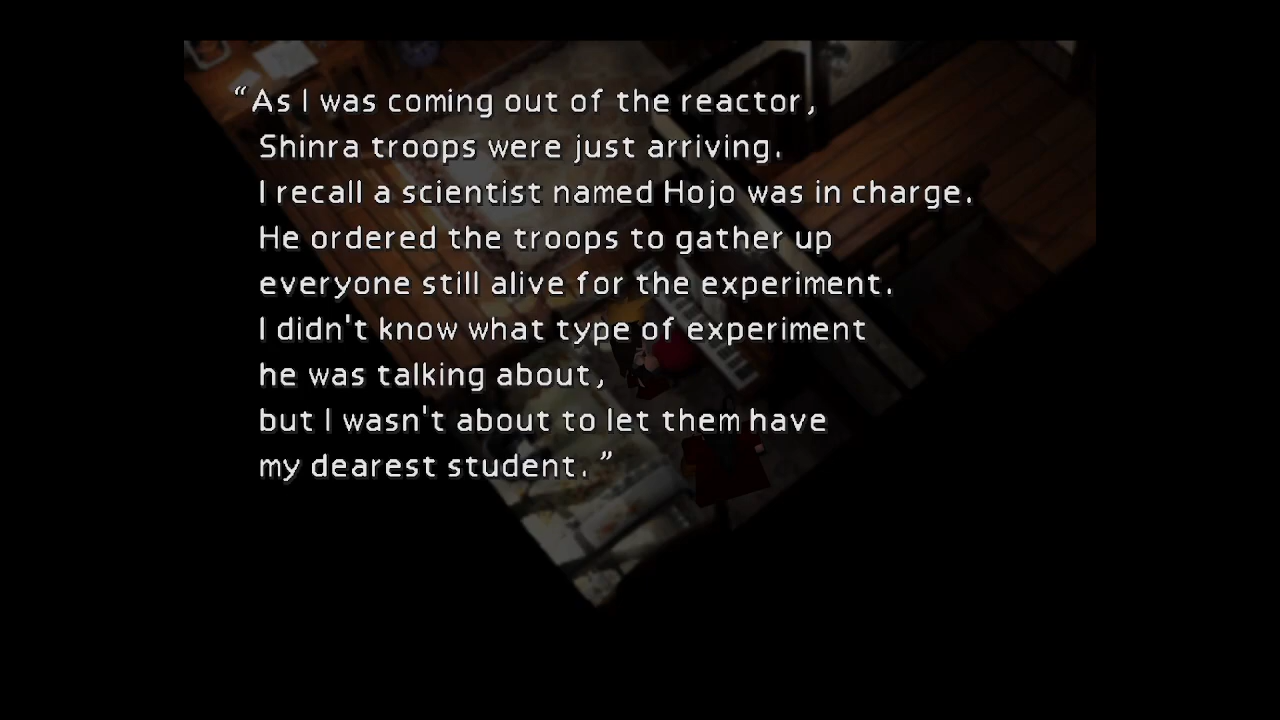 “As I was coming out of the reactor,
Shinra troops were just arriving.
I recall a scientist named Hojo was in charge.
He ordered the troops to gather up
everyone still alive for the experiment.
I didn't know what type of experiment
he was talking about,
but I wasn't about to let them have
my dearest student.”